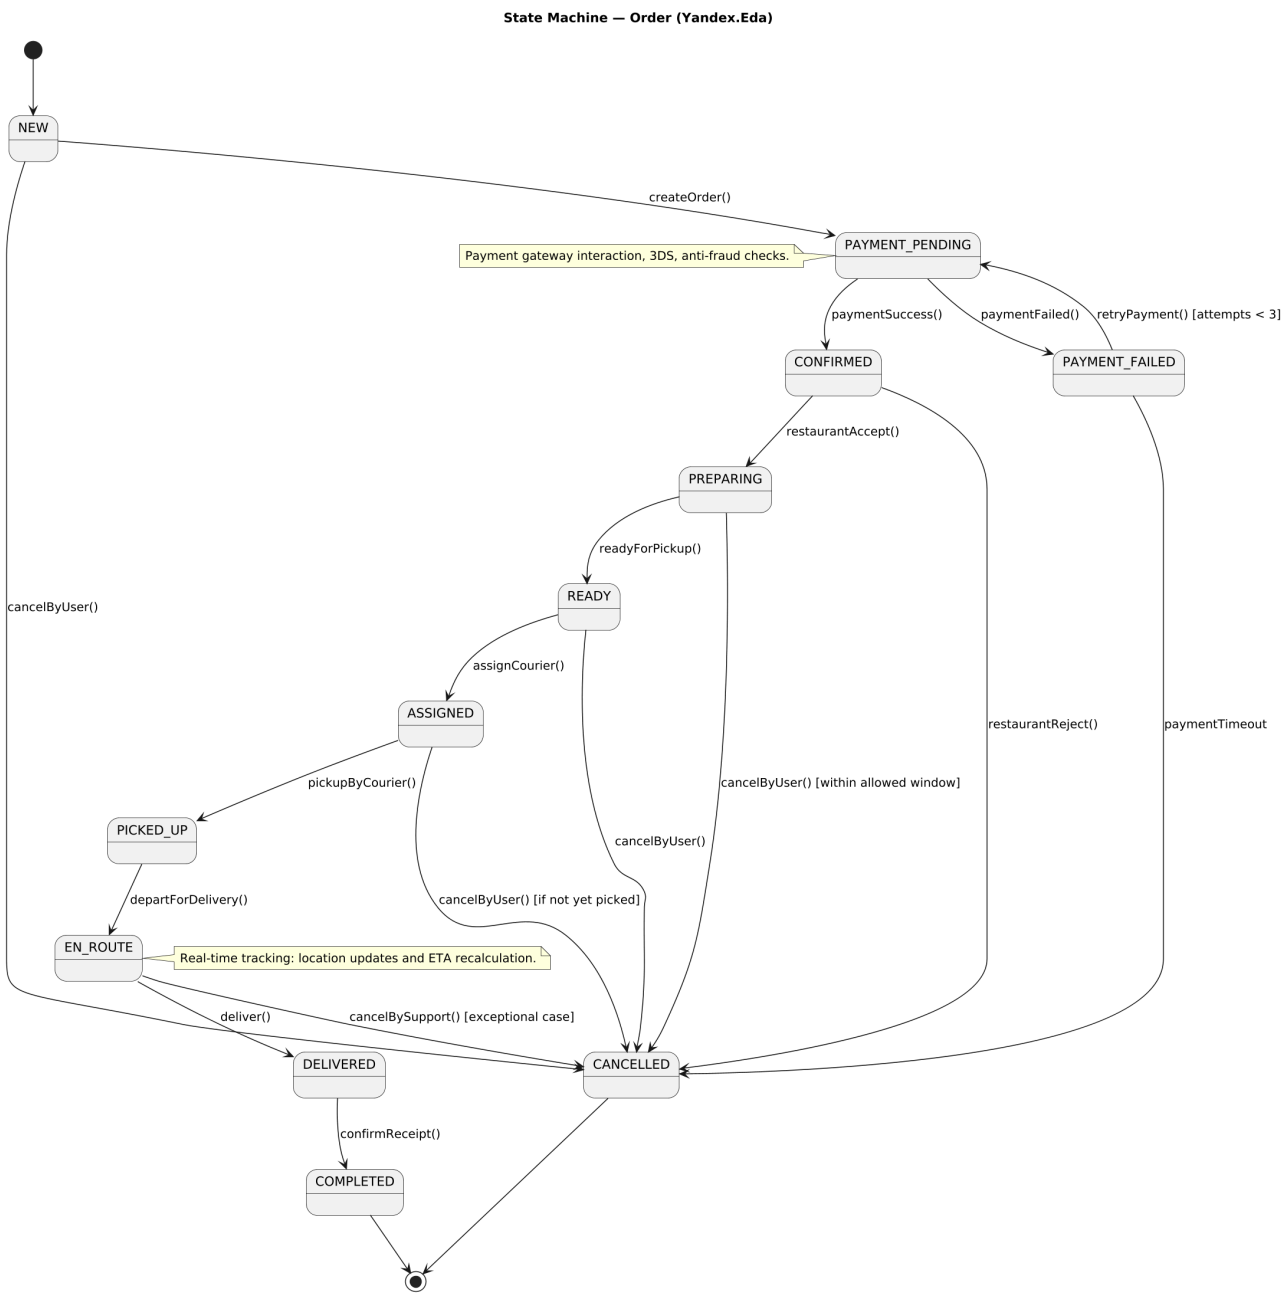 State Machine — Order (Yandex.Eda)
NEW
createOrder()
PAYMENT_PENDING
Payment gateway interaction, 3DS, anti-fraud checks.
paymentSuccess()
paymentFailed()
retryPayment() [attempts < 3]
CONFIRMED
PAYMENT_FAILED
restaurantAccept()
PREPARING
readyForPickup()
READY
cancelByUser()
assignCourier()
ASSIGNED
restaurantReject()
paymentTimeout
pickupByCourier()
cancelByUser() [within allowed window]
PICKED_UP
cancelByUser()
departForDelivery()
cancelByUser() [if not yet picked]
EN_ROUTE
Real-time tracking: location updates and ETA recalculation.
deliver()
cancelBySupport() [exceptional case]
DELIVERED
CANCELLED
confirmReceipt()
COMPLETED